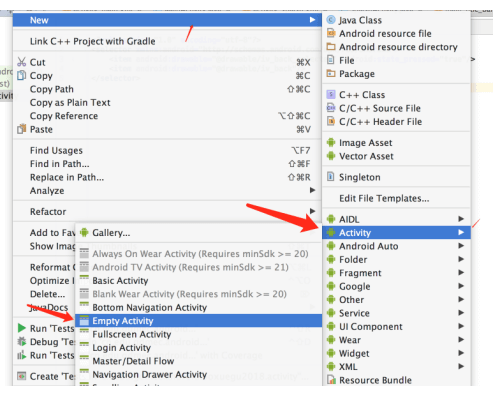 New
Link C++ Project with Gradle
Cut ⌘X
Copy ⌘C
Copy Path ⇧⌘C
Copy as Plain Text
Copy Reference ⌥⇧⌘C
Paste ⌘V
Find Usages ⌥F7
Find in Path... ⇧⌘F
Replace in Path... ⇧⌘R
Analyze
Refactor
Add to Fav
Show Imag
Reformat C
Optimize I
Delete...
JavaDocs
Run 'Tests
Debug 'Te
Run 'Tests
Create 'Te
Gallery...
Always On Wear Activity (Requires minSdk >= 20)
Android TV Activity (Requires minSdk >= 21)
Basic Activity
Blank Wear Activity (Requires minSdk >= 20)
Bottom Navigation Activity
Empty Activity
Fullscreen Activity
Login Activity
Master/Detail Flow
Navigation Drawer Activity
Java Class
Android resource file
Android resource directory
File
Package
C++ Class
C/C++ Source File
C/C++ Header File
Image Asset
Vector Asset
Singleton
Edit File Templates...
AIDL
Activity
Android Auto
Folder
Fragment
Google
Other
Service
UI Component
Wear
Widget
XML
Resource Bundle